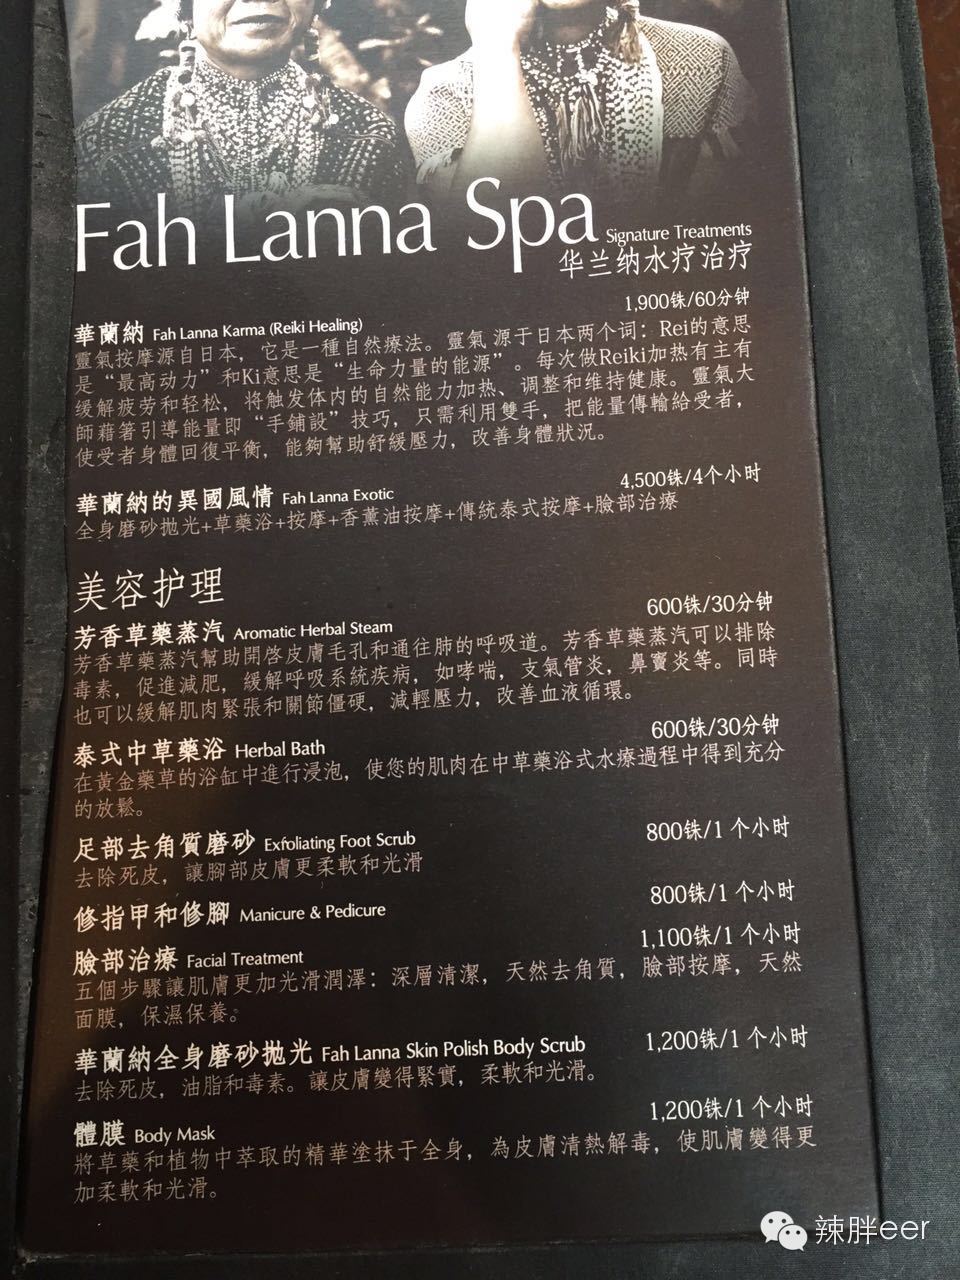 Fah Lanna Spa
Signature Treatments
华兰纳水疗治疗
1,900铢/60分钟
華蘭納 Fah Lanna Karma (Reiki Healing)
靈氣按摩源自日本，它是一種自然療法。靈氣 源于日本两个词：Rei的意思
是“最高动力”和Ki意思是“生命力量的能源”。每次做Reiki加热有主有
缓解疲劳和轻松，将触发体内的自然能力加热、调整和维持健康。靈氣大
師藉箸引導能量即“手鋪設”技巧，只需利用雙手，把能量傳輸給受者，
使受者身體回復平衡，能夠幫助舒緩壓力，改善身體狀況。
4,500铢/4个小时
華蘭納的異國風情 Fah Lanna Exotic
全身磨砂抛光+草藥浴+按摩+香薰油按摩+傳統泰式按摩+臉部治療
美容护理
600铢/30分钟
芳香草藥蒸汽 Aromatic Herbal Steam
芳香草藥蒸汽幫助開啓皮膚毛孔和通往肺的呼吸道。芳香草藥蒸汽可以排除
毒素，促進減肥，緩解呼吸系統疾病，如哮喘，支氣管炎，鼻竇炎等。同時
也可以緩解肌肉緊張和關節僵硬，減輕壓力，改善血液循環。
600铢/30分钟
泰式中草藥浴 Herbal Bath
在黃金藥草的浴缸中進行浸泡，使您的肌肉在中草藥浴式水療過程中得到充分
的放鬆。
800铢/1 个小时
足部去角質磨砂 Exfoliating Foot Scrub
去除死皮，讓腳部皮膚更柔軟和光滑
800铢/1 个小时
修指甲和修腳 Manicure & Pedicure
1,100铢/1 个小时
臉部治療 Facial Treatment
五個步驟讓肌膚更加光滑潤澤：深層清潔，天然去角質，臉部按摩，天然
面膜，保濕保養。
1,200铢/1 个小时
華蘭納全身磨砂抛光 Fah Lanna Skin Polish Body Scrub
去除死皮，油脂和毒素。讓皮膚變得緊實，柔軟和光滑。
1,200铢/1 个小时
體膜 Body Mask
將草藥和植物中萃取的精華塗抹于全身，為皮膚清熱解毒，使肌膚變得更
加柔軟和光滑。
辣胖eer